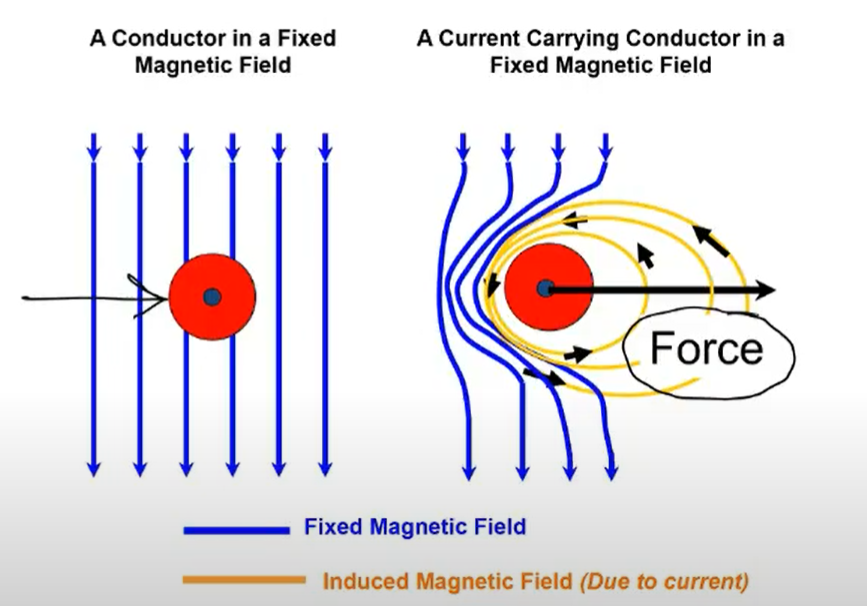 A Conductor in a Fixed
Magnetic Field
A Current Carrying Conductor in a
Fixed Magnetic Field
Force
Fixed Magnetic Field
Induced Magnetic Field (Due to current)